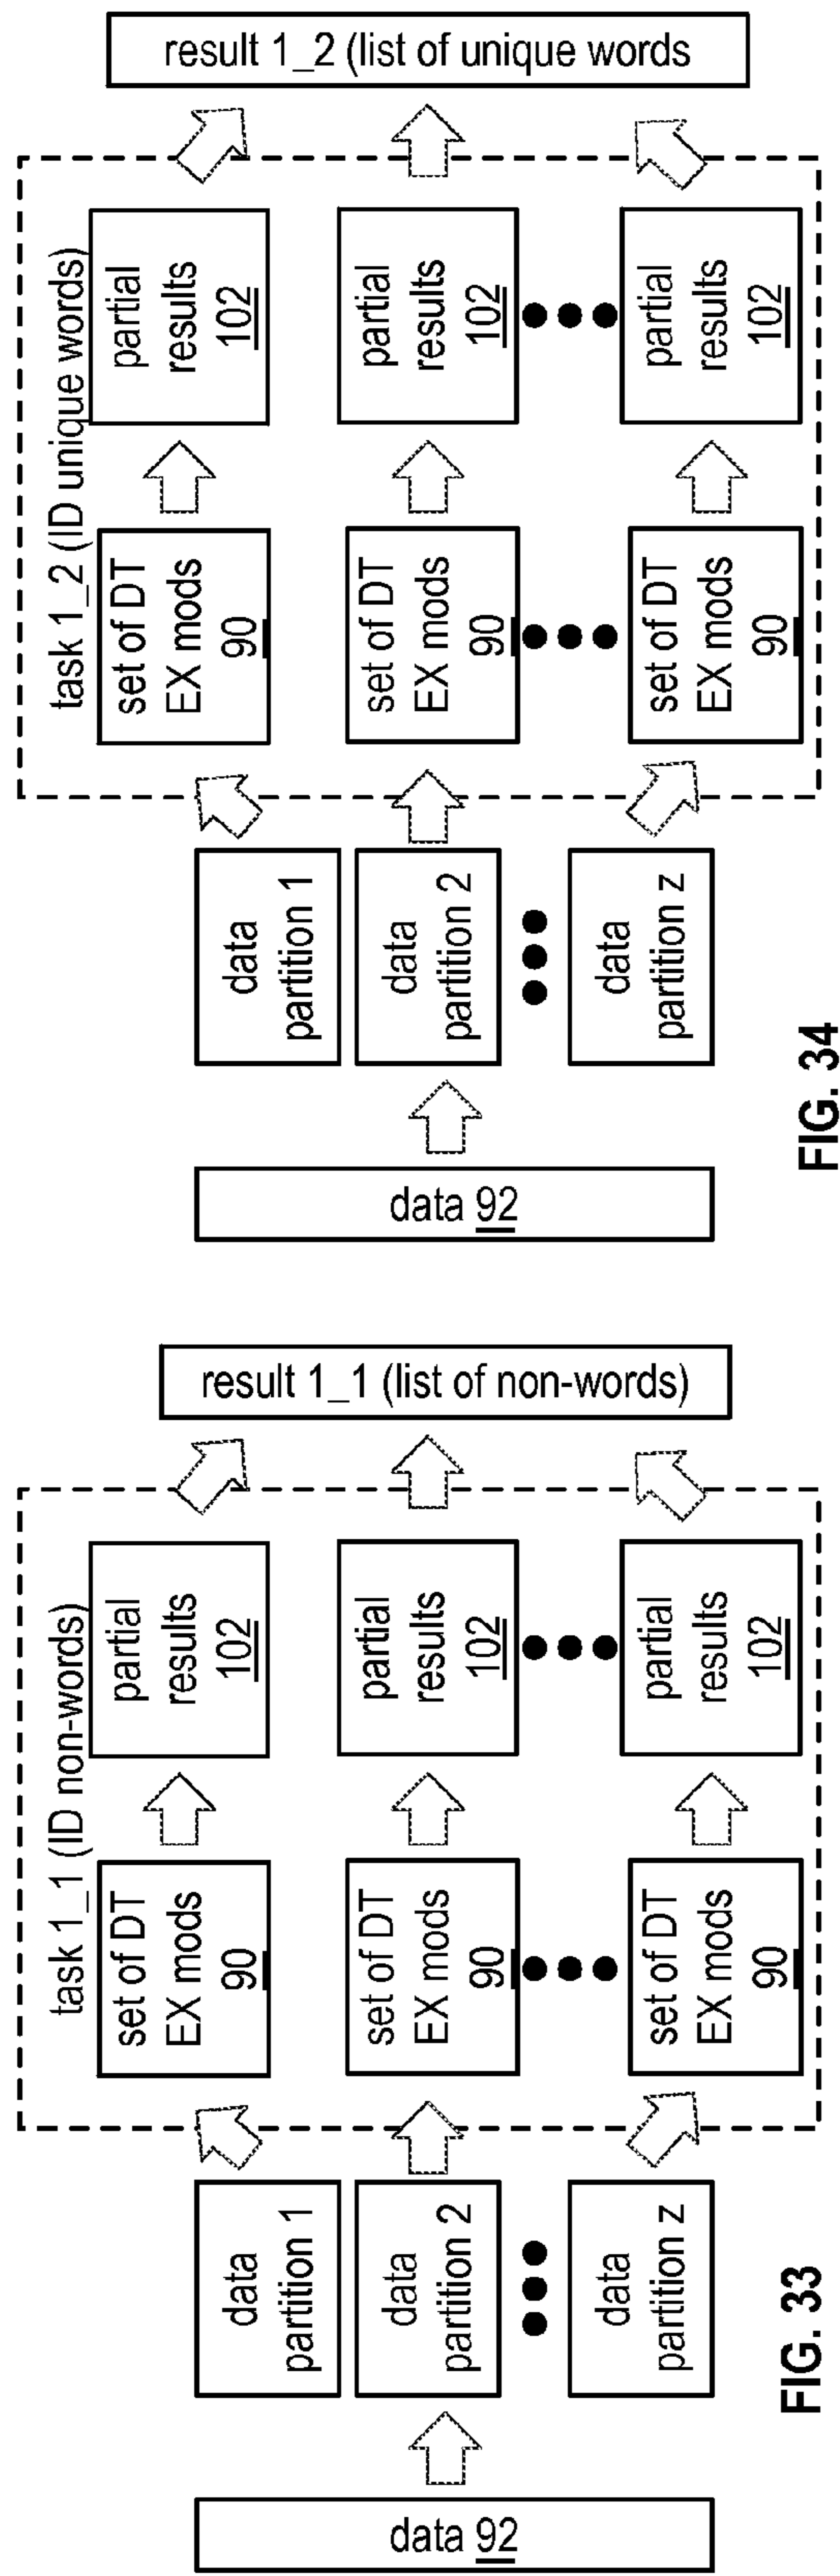 result 1_2 (list of unique words
task 1_2 (ID unique words)
partial
results
102
partial
results
102
partial
results
102
set of DT
EX mods
90
set of DT
EX mods
90
set of DT
EX mods
90
data
partition 1
data
partition 2
data
partition z
data 92
FIG. 34
result 1_1 (list of non-words)
task 1_1 (ID non-words)
partial
results
102
partial
results
102
partial
results
102
set of DT
EX mods
90
set of DT
EX mods
90
set of DT
EX mods
90
data
partition 1
data
partition 2
data
partition z
data 92
FIG. 33